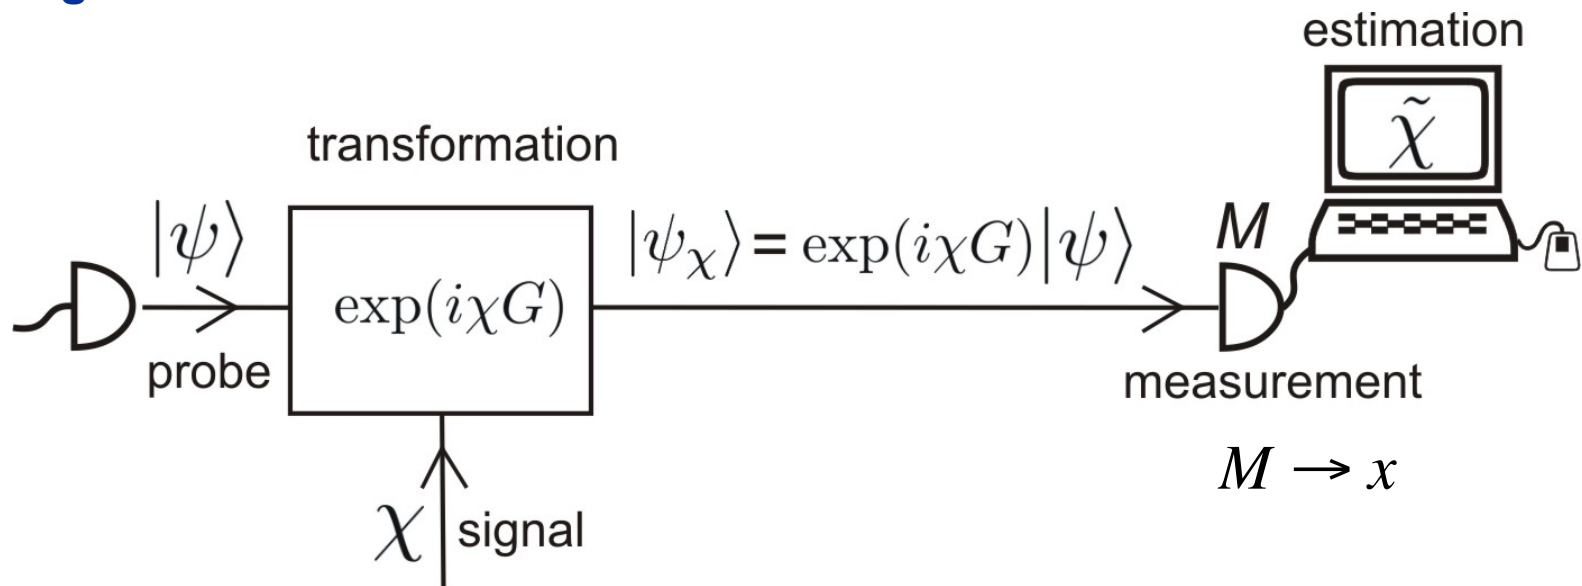 estimation
χ̃
transformation
|ψ⟩
exp(iχG)
|ψ_χ⟩ = exp(iχG)|ψ⟩
M
probe
measurement
M → x
χ signal